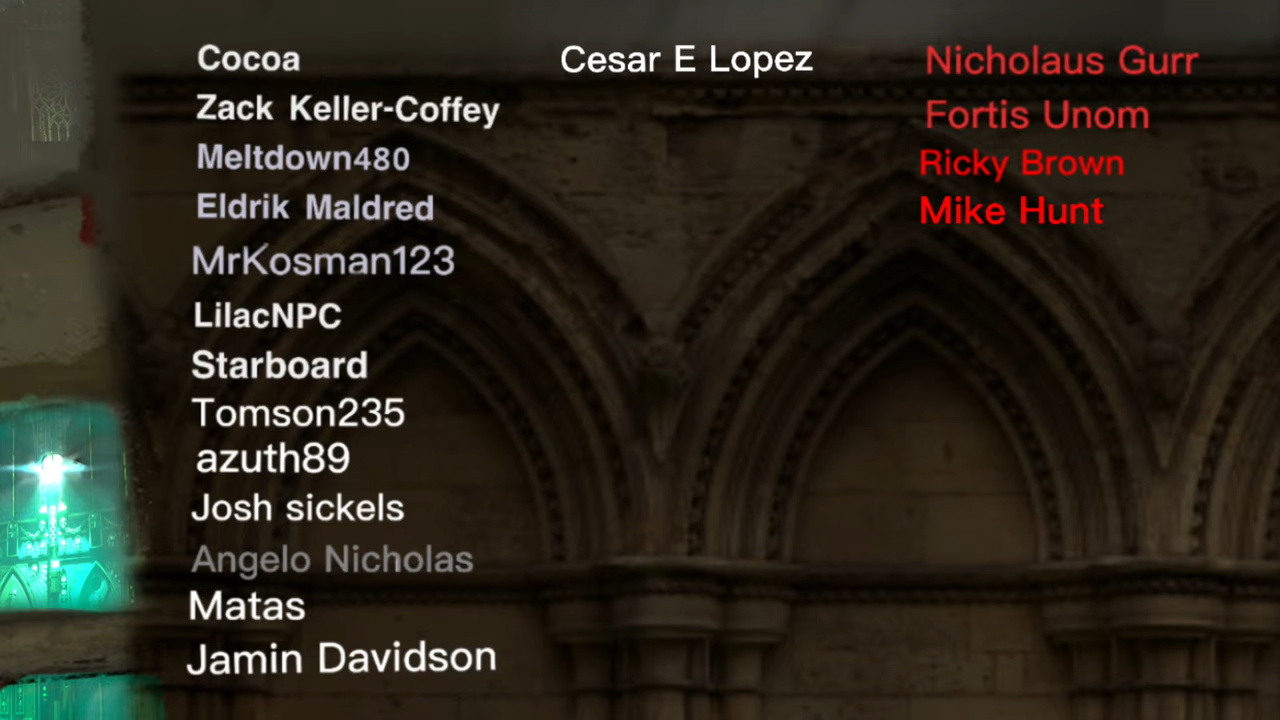 Cocoa
Zack Keller-Coffey
Meltdown480
Eldrik Maldred
MrKosman123
LilacNPC
Starboard
Tomson235
azuth89
Josh sickels
Angelo Nicholas
Matas
Jamin Davidson
Cesar E Lopez
Nicholaus Gurr
Fortis Unom
Ricky Brown
Mike Hunt